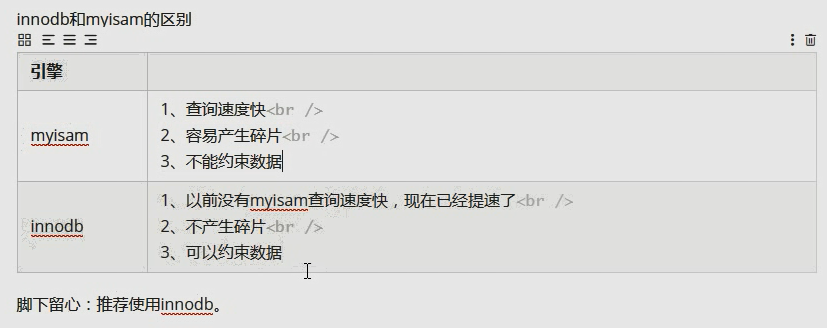 innodb和myisam的区别
引擎
myisam
1、查询速度快<br />
2、容易产生碎片<br />
3、不能约束数据
innodb
1、以前没有myisam查询速度快，现在已经提速了<br />
2、不产生碎片<br />
3、可以约束数据
脚下留心：推荐使用innodb。